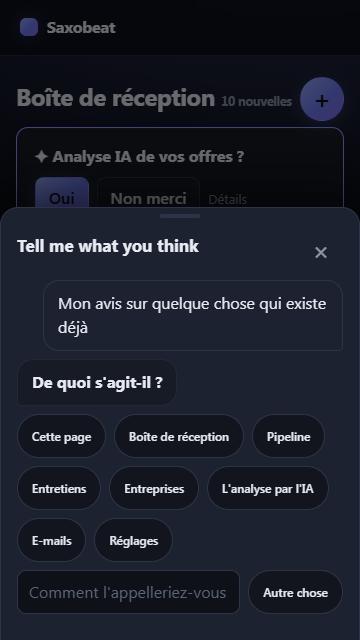 Saxobeat
Boîte de réception 10 nouvelles +
✦ Analyse IA de vos offres ?
Oui Non merci Détails
Tell me what you think ✕
Mon avis sur quelque chose qui existe
déjà
De quoi s'agit-il ?
Cette page Boîte de réception Pipeline
Entretiens Entreprises L'analyse par l'IA
E-mails Réglages
Comment l'appelleriez-vous Autre chose